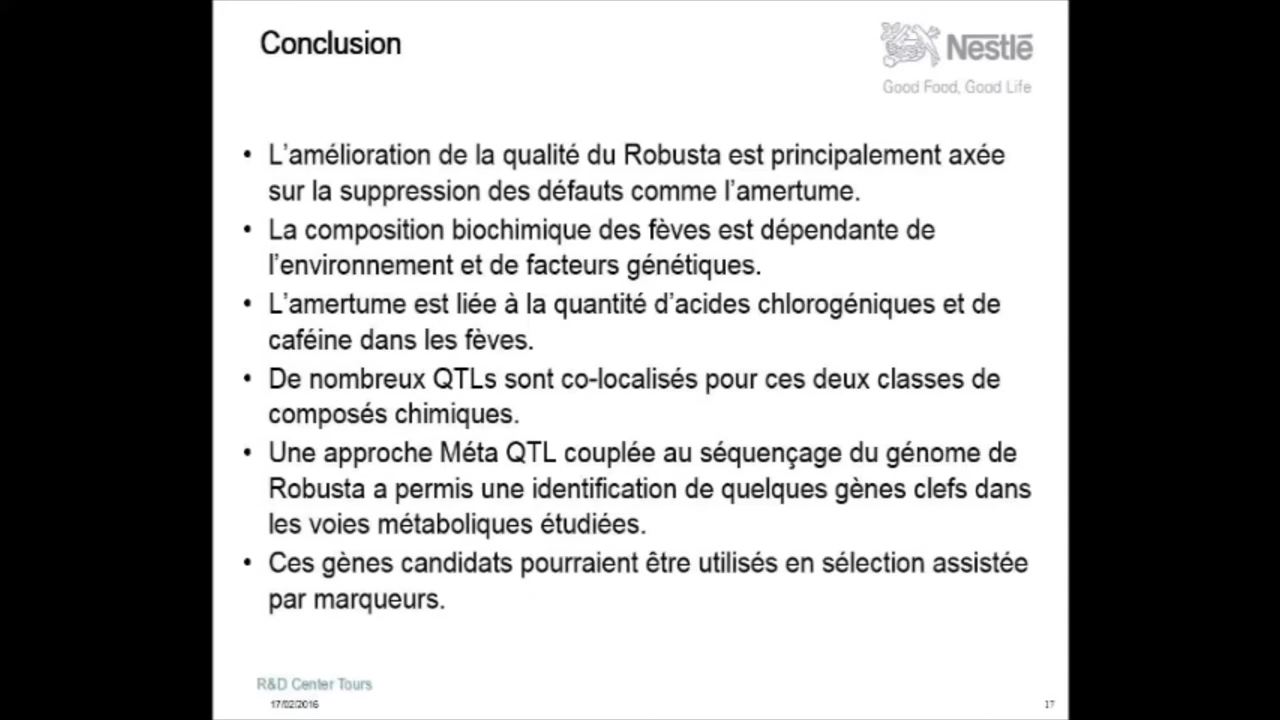 Conclusion
Nestlé
Good Food, Good Life
• L'amélioration de la qualité du Robusta est principalement axée
sur la suppression des défauts comme l'amertume.
• La composition biochimique des fèves est dépendante de
l'environnement et de facteurs génétiques.
• L'amertume est liée à la quantité d'acides chlorogéniques et de
caféine dans les fèves.
• De nombreux QTLs sont co-localisés pour ces deux classes de
composés chimiques.
• Une approche Méta QTL couplée au séquençage du génome de
Robusta a permis une identification de quelques gènes clefs dans
les voies métaboliques étudiées.
• Ces gènes candidats pourraient être utilisés en sélection assistée
par marqueurs.
R&D Center Tours
17/02/2016
17